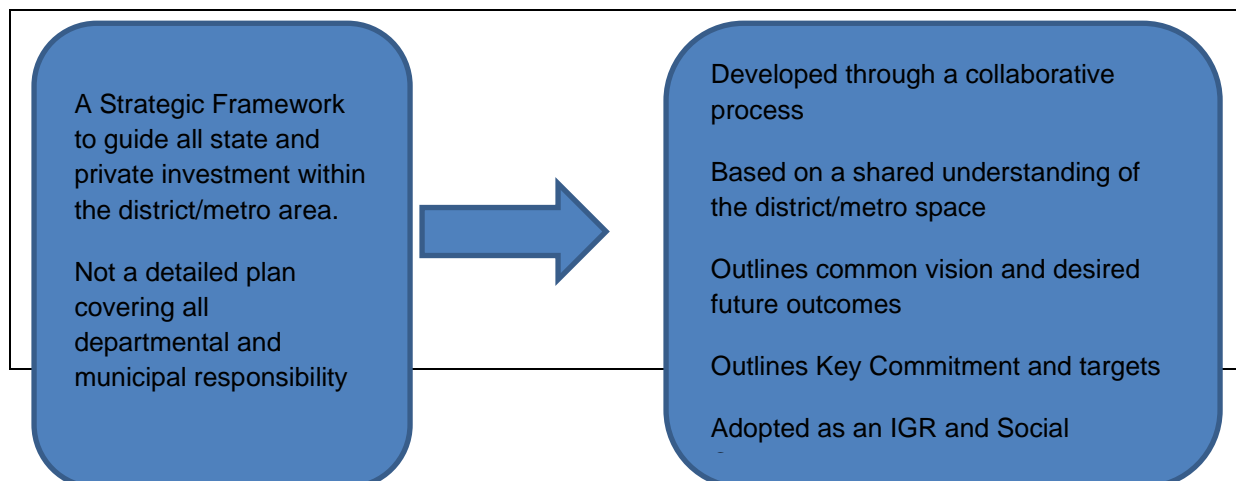 A Strategic Framework
to guide all state and
private investment within
the district/metro area.
Not a detailed plan
covering all
departmental and
municipal responsibility
Developed through a collaborative
process
Based on a shared understanding of
the district/metro space
Outlines common vision and desired
future outcomes
Outlines Key Commitment and targets
Adopted as an IGR and Social